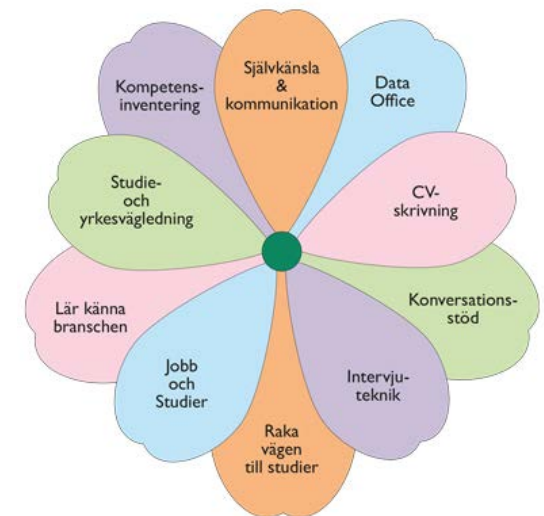 Självkänsla
&
kommunikation
Data
Office
CV-
skrivning
Konversations-
stöd
Intervju-
teknik
Raka
vägen
till studier
Jobb
och
Studier
Lär känna
branschen
Studie-
och
yrkesvägledning
Kompetens-
inventering